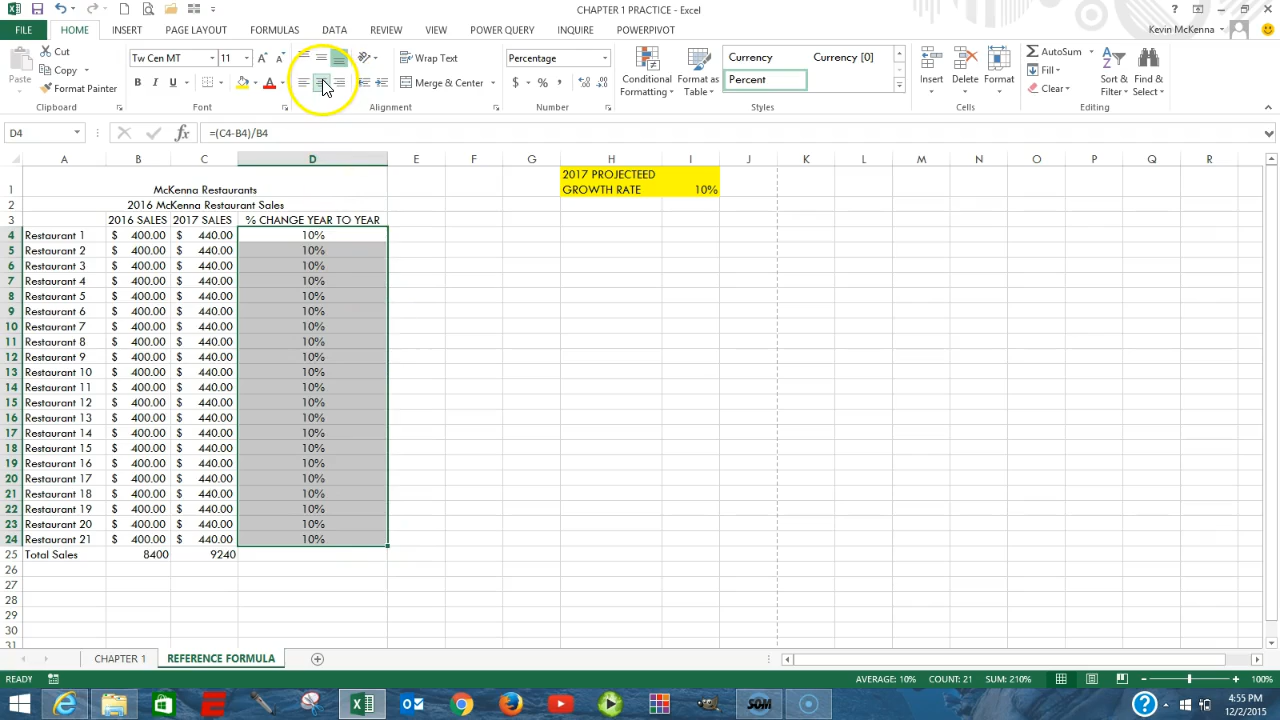 CHAPTER 1 PRACTICE - Excel
FILE HOME INSERT PAGE LAYOUT FORMULAS DATA REVIEW VIEW POWER QUERY INQUIRE POWERPIVOT Kevin McKenna
Paste Cut Copy Format Painter Clipboard
Tw Cen MT 11 B I U Font
Wrap Text Merge & Center Alignment
Percentage $ % Number
Conditional Formatting Format as Table Currency Currency [0] Percent Styles
Insert Delete Format Cells
AutoSum Fill Clear Sort & Filter Find & Select Editing
D4 fx =(C4-B4)/B4
A B C D E F G H I J K L M N O P Q R
2017 PROJECTEED
1 McKenna Restaurants GROWTH RATE 10%
2 2016 McKenna Restaurant Sales
3 2016 SALES 2017 SALES % CHANGE YEAR TO YEAR
4 Restaurant 1 $ 400.00 $ 440.00 10%
5 Restaurant 2 $ 400.00 $ 440.00 10%
6 Restaurant 3 $ 400.00 $ 440.00 10%
7 Restaurant 4 $ 400.00 $ 440.00 10%
8 Restaurant 5 $ 400.00 $ 440.00 10%
9 Restaurant 6 $ 400.00 $ 440.00 10%
10 Restaurant 7 $ 400.00 $ 440.00 10%
11 Restaurant 8 $ 400.00 $ 440.00 10%
12 Restaurant 9 $ 400.00 $ 440.00 10%
13 Restaurant 10 $ 400.00 $ 440.00 10%
14 Restaurant 11 $ 400.00 $ 440.00 10%
15 Restaurant 12 $ 400.00 $ 440.00 10%
16 Restaurant 13 $ 400.00 $ 440.00 10%
17 Restaurant 14 $ 400.00 $ 440.00 10%
18 Restaurant 15 $ 400.00 $ 440.00 10%
19 Restaurant 16 $ 400.00 $ 440.00 10%
20 Restaurant 17 $ 400.00 $ 440.00 10%
21 Restaurant 18 $ 400.00 $ 440.00 10%
22 Restaurant 19 $ 400.00 $ 440.00 10%
23 Restaurant 20 $ 400.00 $ 440.00 10%
24 Restaurant 21 $ 400.00 $ 440.00 10%
25 Total Sales 8400 9240
26
27
28
29
30
31
CHAPTER 1 REFERENCE FORMULA
READY AVERAGE: 10% COUNT: 21 SUM: 210% 100%
SOM 4:55 PM
12/2/2015